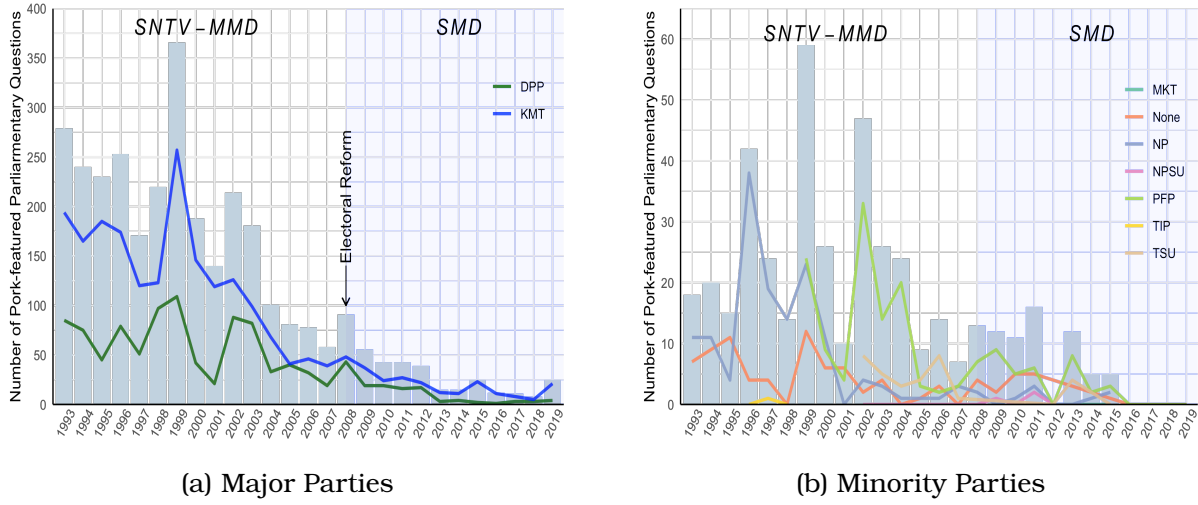 SNTV – MMD
SMD
Number of Pork-featured Parliamentary Questions
400
350
300
250
200
150
100
50
0
DPP
KMT
Electoral Reform
1993 1994 1995 1996 1997 1998 1999 2000 2001 2002 2003 2004 2005 2006 2007 2008 2009 2010 2011 2012 2013 2014 2015 2016 2017 2018 2019
(a) Major Parties
SNTV – MMD
SMD
Number of Pork-featured Parliamentary Questions
60
50
40
30
20
10
0
MKT
None
NP
NPSU
PFP
TIP
TSU
1993 1994 1995 1996 1997 1998 1999 2000 2001 2002 2003 2004 2005 2006 2007 2008 2009 2010 2011 2012 2013 2014 2015 2016 2017 2018 2019
(b) Minority Parties